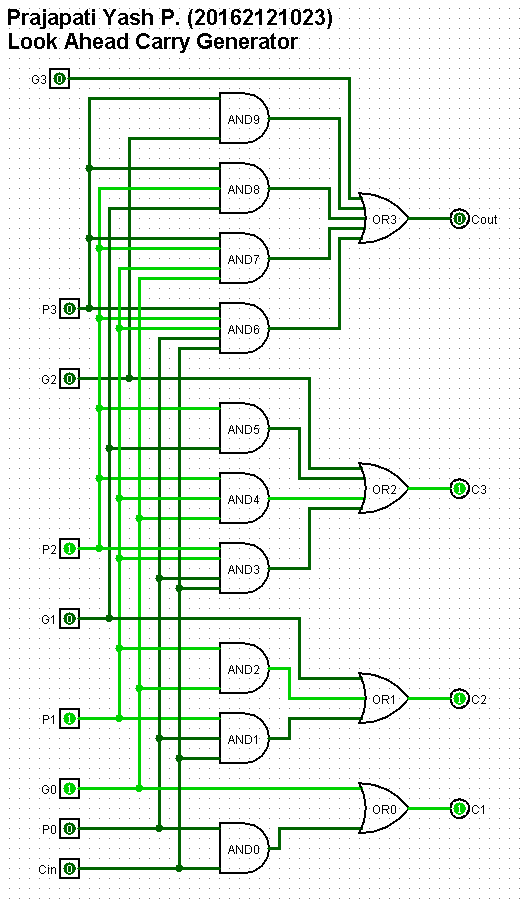 Prajapati Yash P. (20162121023)
Look Ahead Carry Generator
G3 0
AND9
AND8
OR3 0 Cout
AND7
P3 0
AND6
G2 0
AND5
AND4
OR2 1 C3
P2 1
AND3
G1 0
AND2
OR1 1 C2
P1 1
AND1
G0 1
OR0 1 C1
P0 0
AND0
Cin 0